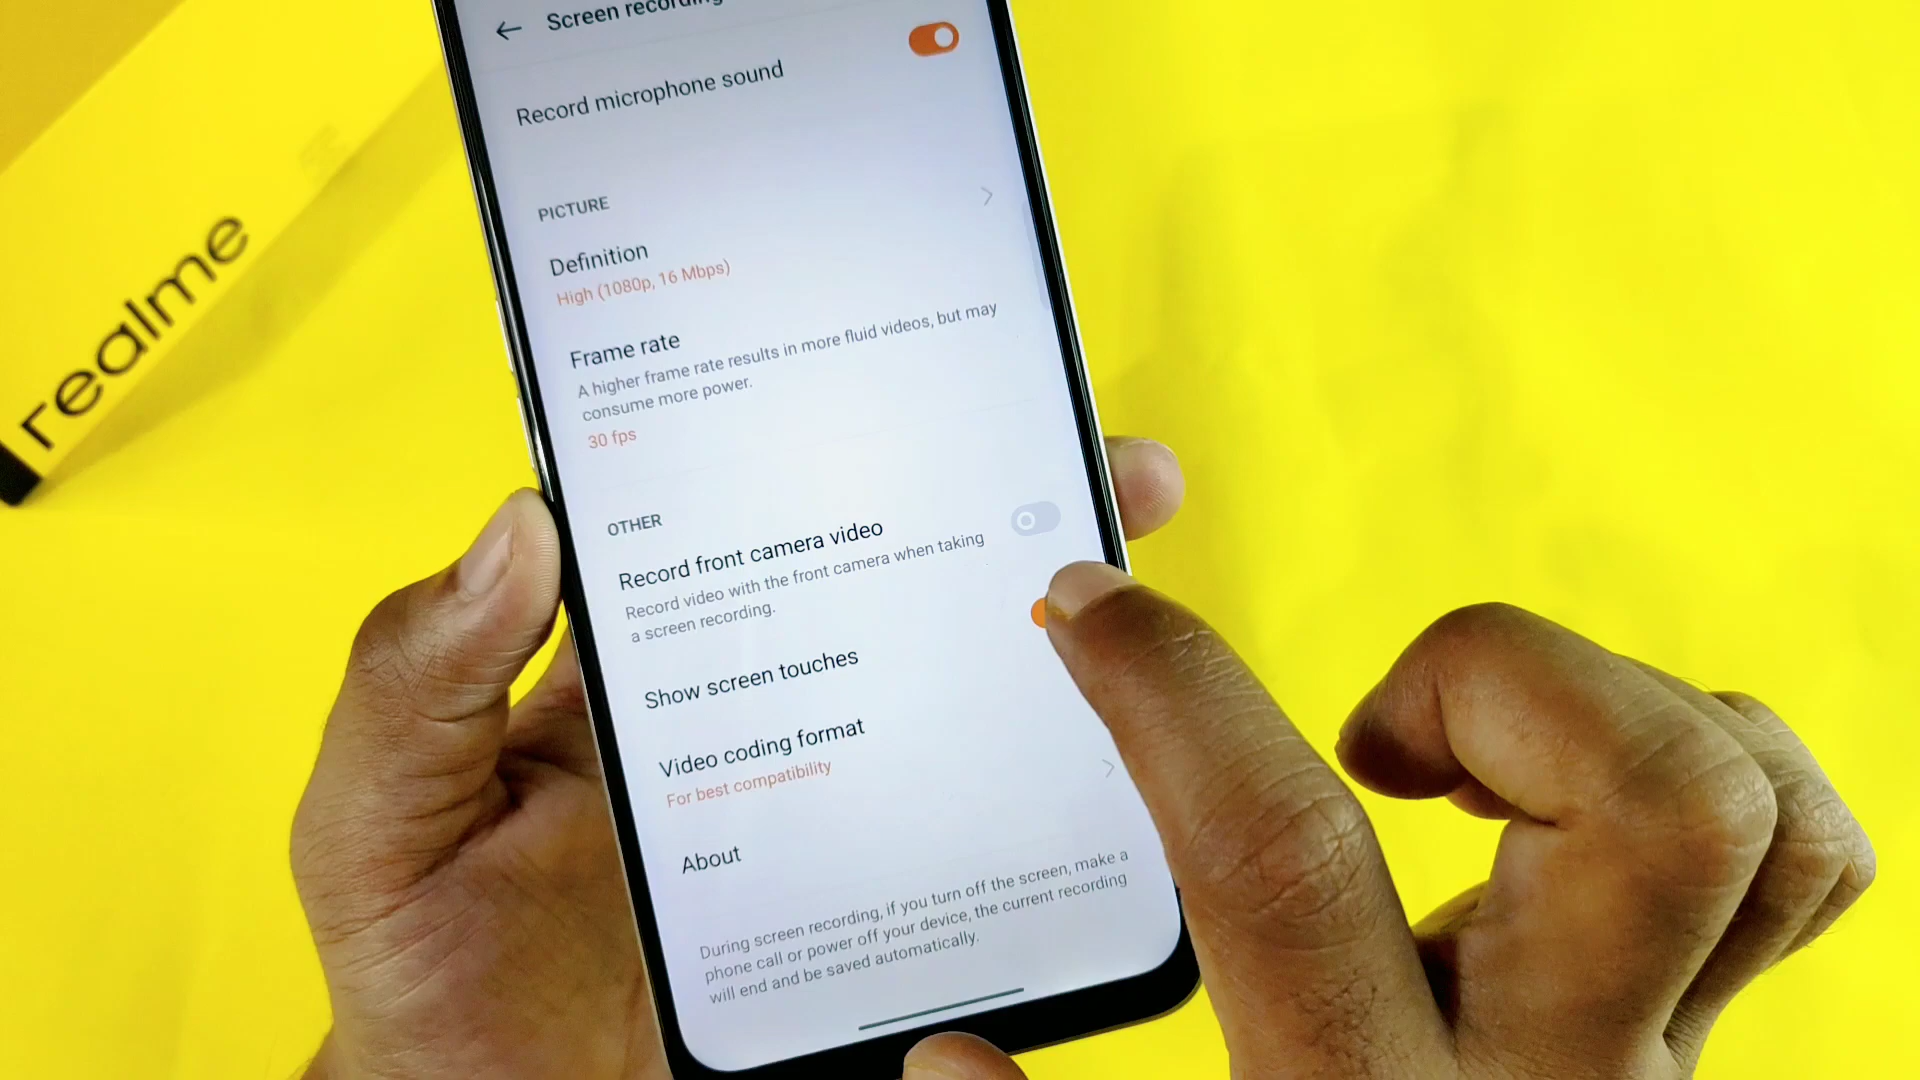 Screen recording
Record microphone sound
PICTURE
Definition
High (1080p, 16 Mbps)
Frame rate
A higher frame rate results in more fluid videos, but may
consume more power.
30 fps
OTHER
Record front camera video
Record video with the front camera when taking
a screen recording.
Show screen touches
Video coding format
For best compatibility
About
During screen recording, if you turn off the screen, make a
phone call or power off your device, the current recording
will end and be saved automatically.
realme